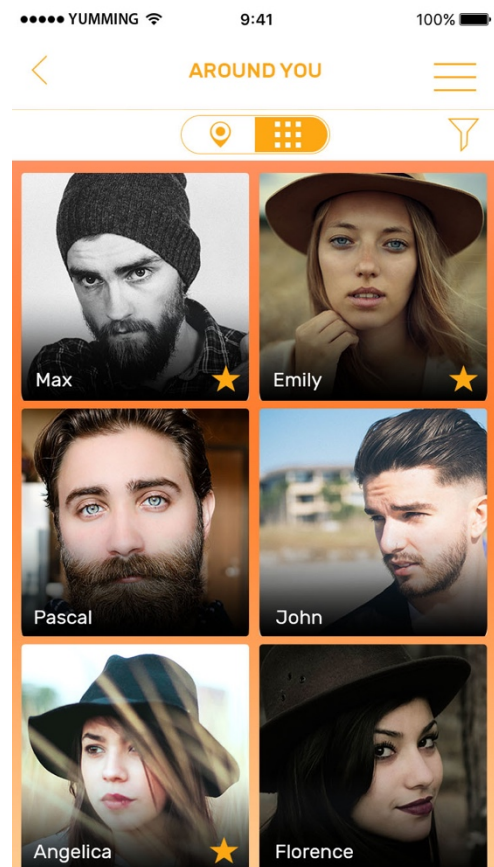 ●●●●● YUMMING 9:41 100%
AROUND YOU
Max Emily
Pascal John
Angelica Florence